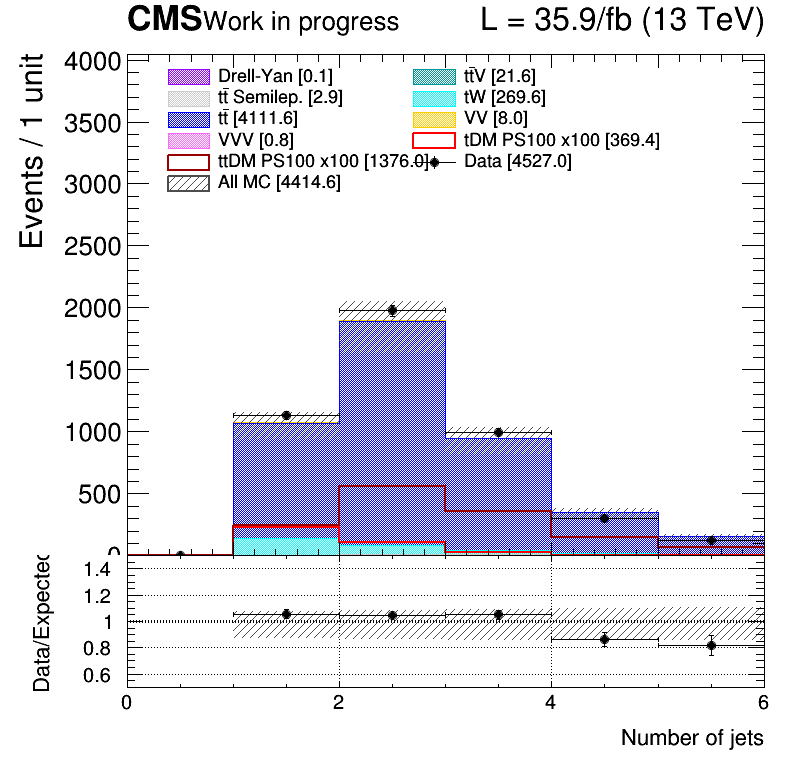 CMS Work in progress L = 35.9/fb (13 TeV)
Events / 1 unit
4000
3500
3000
2500
2000
1500
1000
500
0
Drell-Yan [0.1]
tt̄V [21.6]
tt̄ Semilep. [2.9]
tW [269.6]
tt̄ [4111.6]
VV [8.0]
VVV [0.8]
tDM PS100 x100 [369.4]
ttDM PS100 x100 [1376.0]
Data [4527.0]
All MC [4414.6]
Data/Expected
1.4
1.2
1
0.8
0.6
0 2 4 6
Number of jets